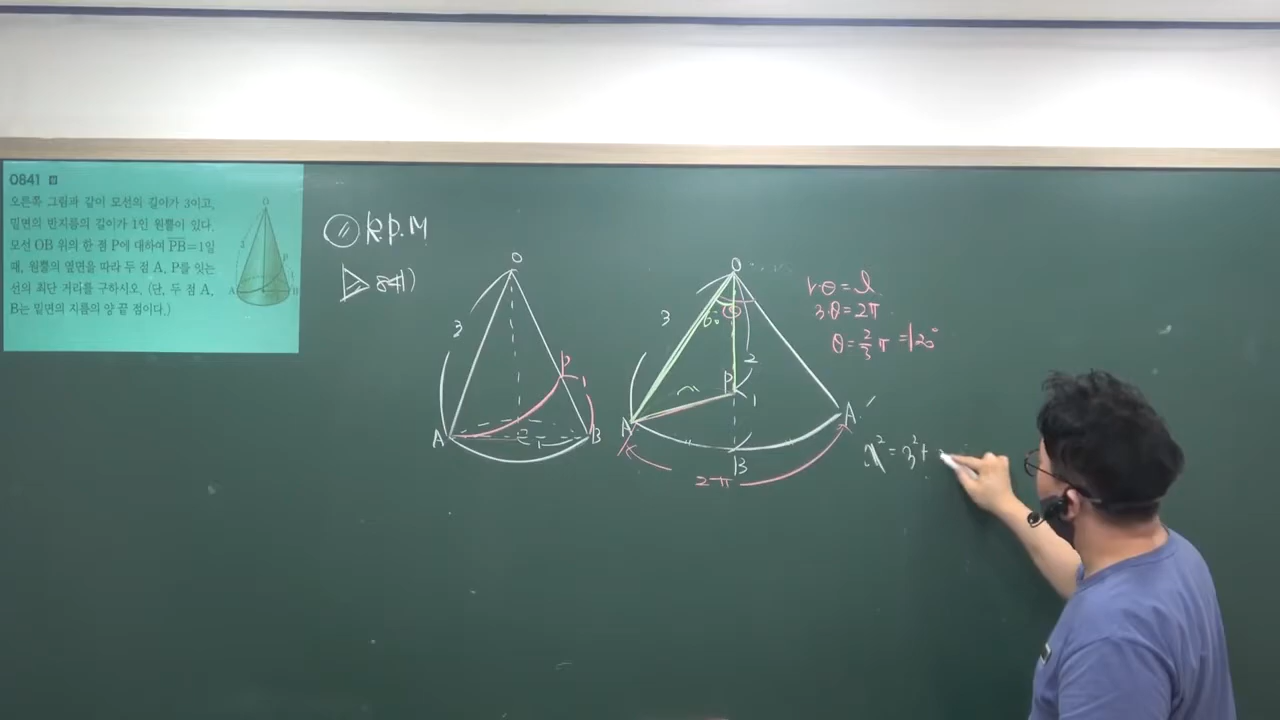 0841 중
오른쪽 그림과 같이 모선의 길이가 3이고,
밑면의 반지름의 길이가 1인 원뿔이 있다.
모선 OB 위의 한 점 P에 대하여 PB=1일
때, 원뿔의 옆면을 따라 두 점 A, P를 잇는
선의 최단 거리를 구하시오. (단, 두 점 A,
B는 밑면의 지름의 양 끝 점이다.)
O
3
P
1
A
B
R.P.M
841)
O
3
P
1
A
1
B
O
3
60°
θ
2
P
x
1
A
A′
B
2π
rθ=l
3θ=2π
θ=2/3π=120°
x²=3²+